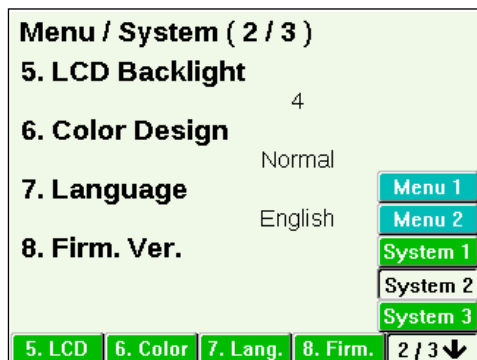 Menu / System ( 2 / 3 )
5. LCD Backlight
4
6. Color Design
Normal
7. Language
English
8. Firm. Ver.
Menu 1
Menu 2
System 1
System 2
System 3
5. LCD 6. Color 7. Lang. 8. Firm. 2 / 3 ↓